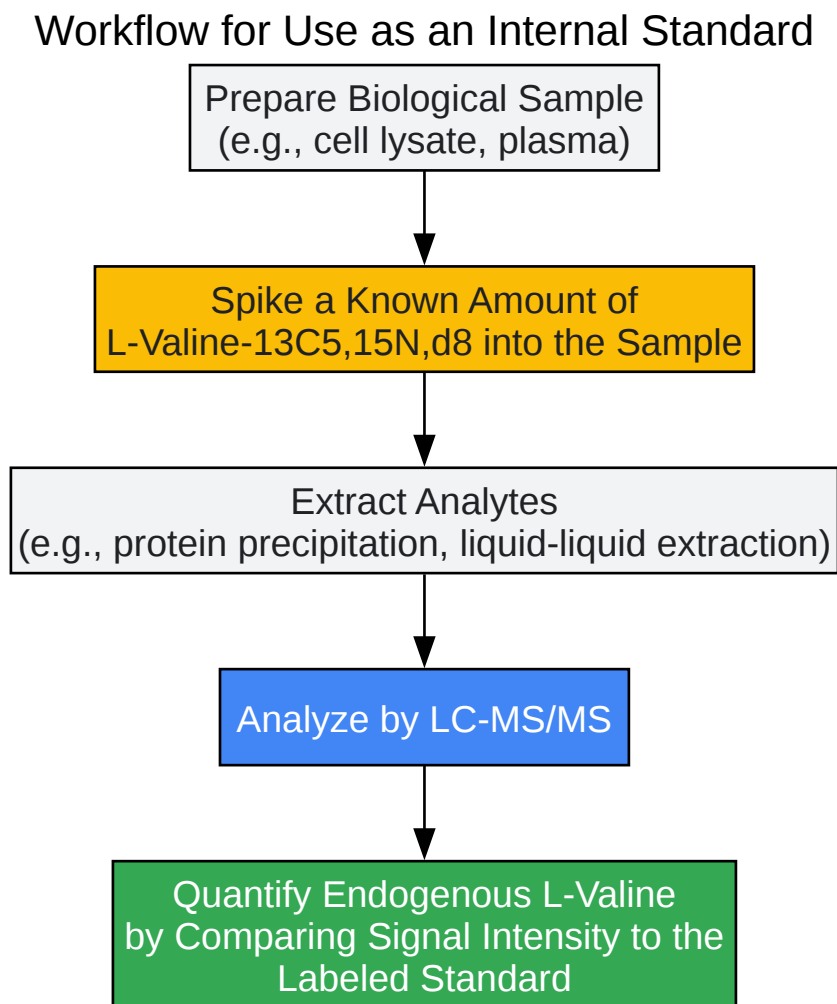 Workflow for Use as an Internal Standard
Prepare Biological Sample
(e.g., cell lysate, plasma)
Spike a Known Amount of
L-Valine-13C5,15N,d8 into the Sample
Extract Analytes
(e.g., protein precipitation, liquid-liquid extraction)
Analyze by LC-MS/MS
Quantify Endogenous L-Valine
by Comparing Signal Intensity to the
Labeled Standard